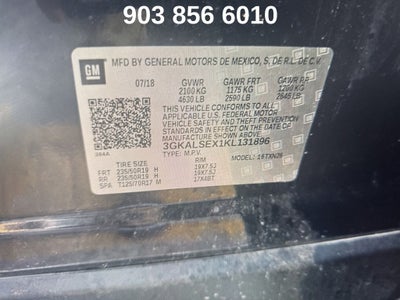 903 856 6010
GM
MFD BY GENERAL MOTORS DE MEXICO, S. DE R.L. DE C.V.
07/18 GVWR GAWR FRT GAWR RR
2100 KG 1175 KG 1200 KG
4630 LB 2590 LB 2646 LB
THIS VEHICLE CONFORMS TO ALL
APPLICABLE U.S. FEDERAL MOTOR
VEHICLE SAFETY AND THEFT PREVENTION
STANDARDS IN EFFECT ON THE DATE OF
MANUFACTURE SHOWN ABOVE.
3GKALSEX1KL131896
TYPE: M.P.V. MODEL: 1STXN26
TIRE SIZE RIM
FRT 235/50R19 H 19X7.5J
RR 235/50R19 H 19X7.5J
SPA T125/70R17 M 17X4BT